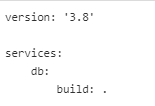 version: '3.8'

services:
    db:
        build: .